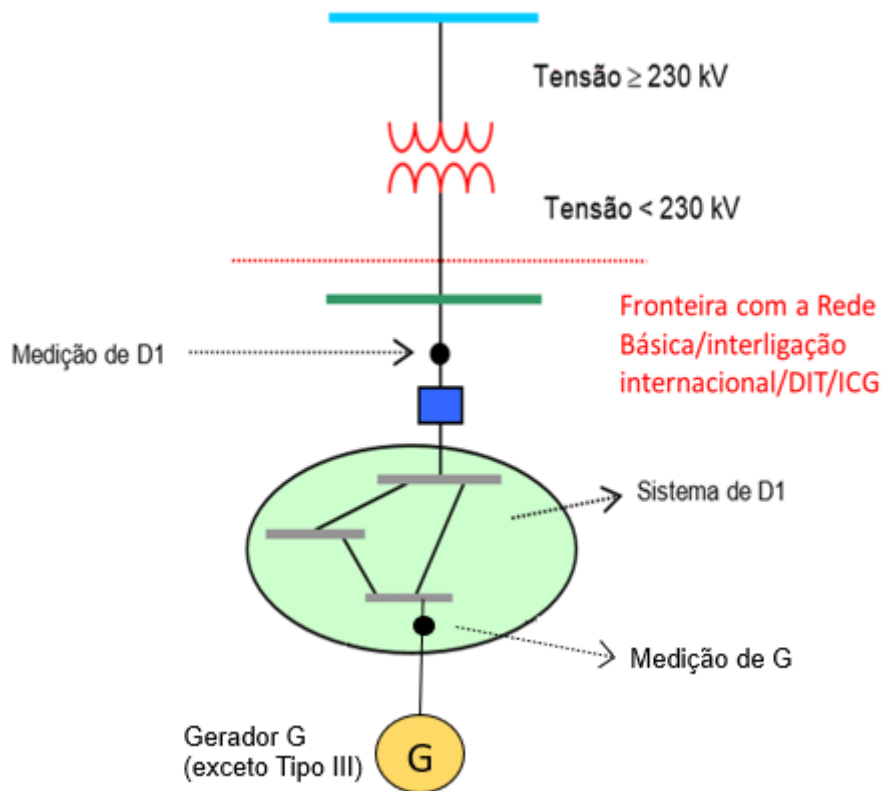 Tensão ≥ 230 kV
Tensão < 230 kV
Fronteira com a Rede
Básica/interligação
internacional/DIT/ICG
Medição de D1
Sistema de D1
Medição de G
Gerador G
(exceto Tipo III)
G